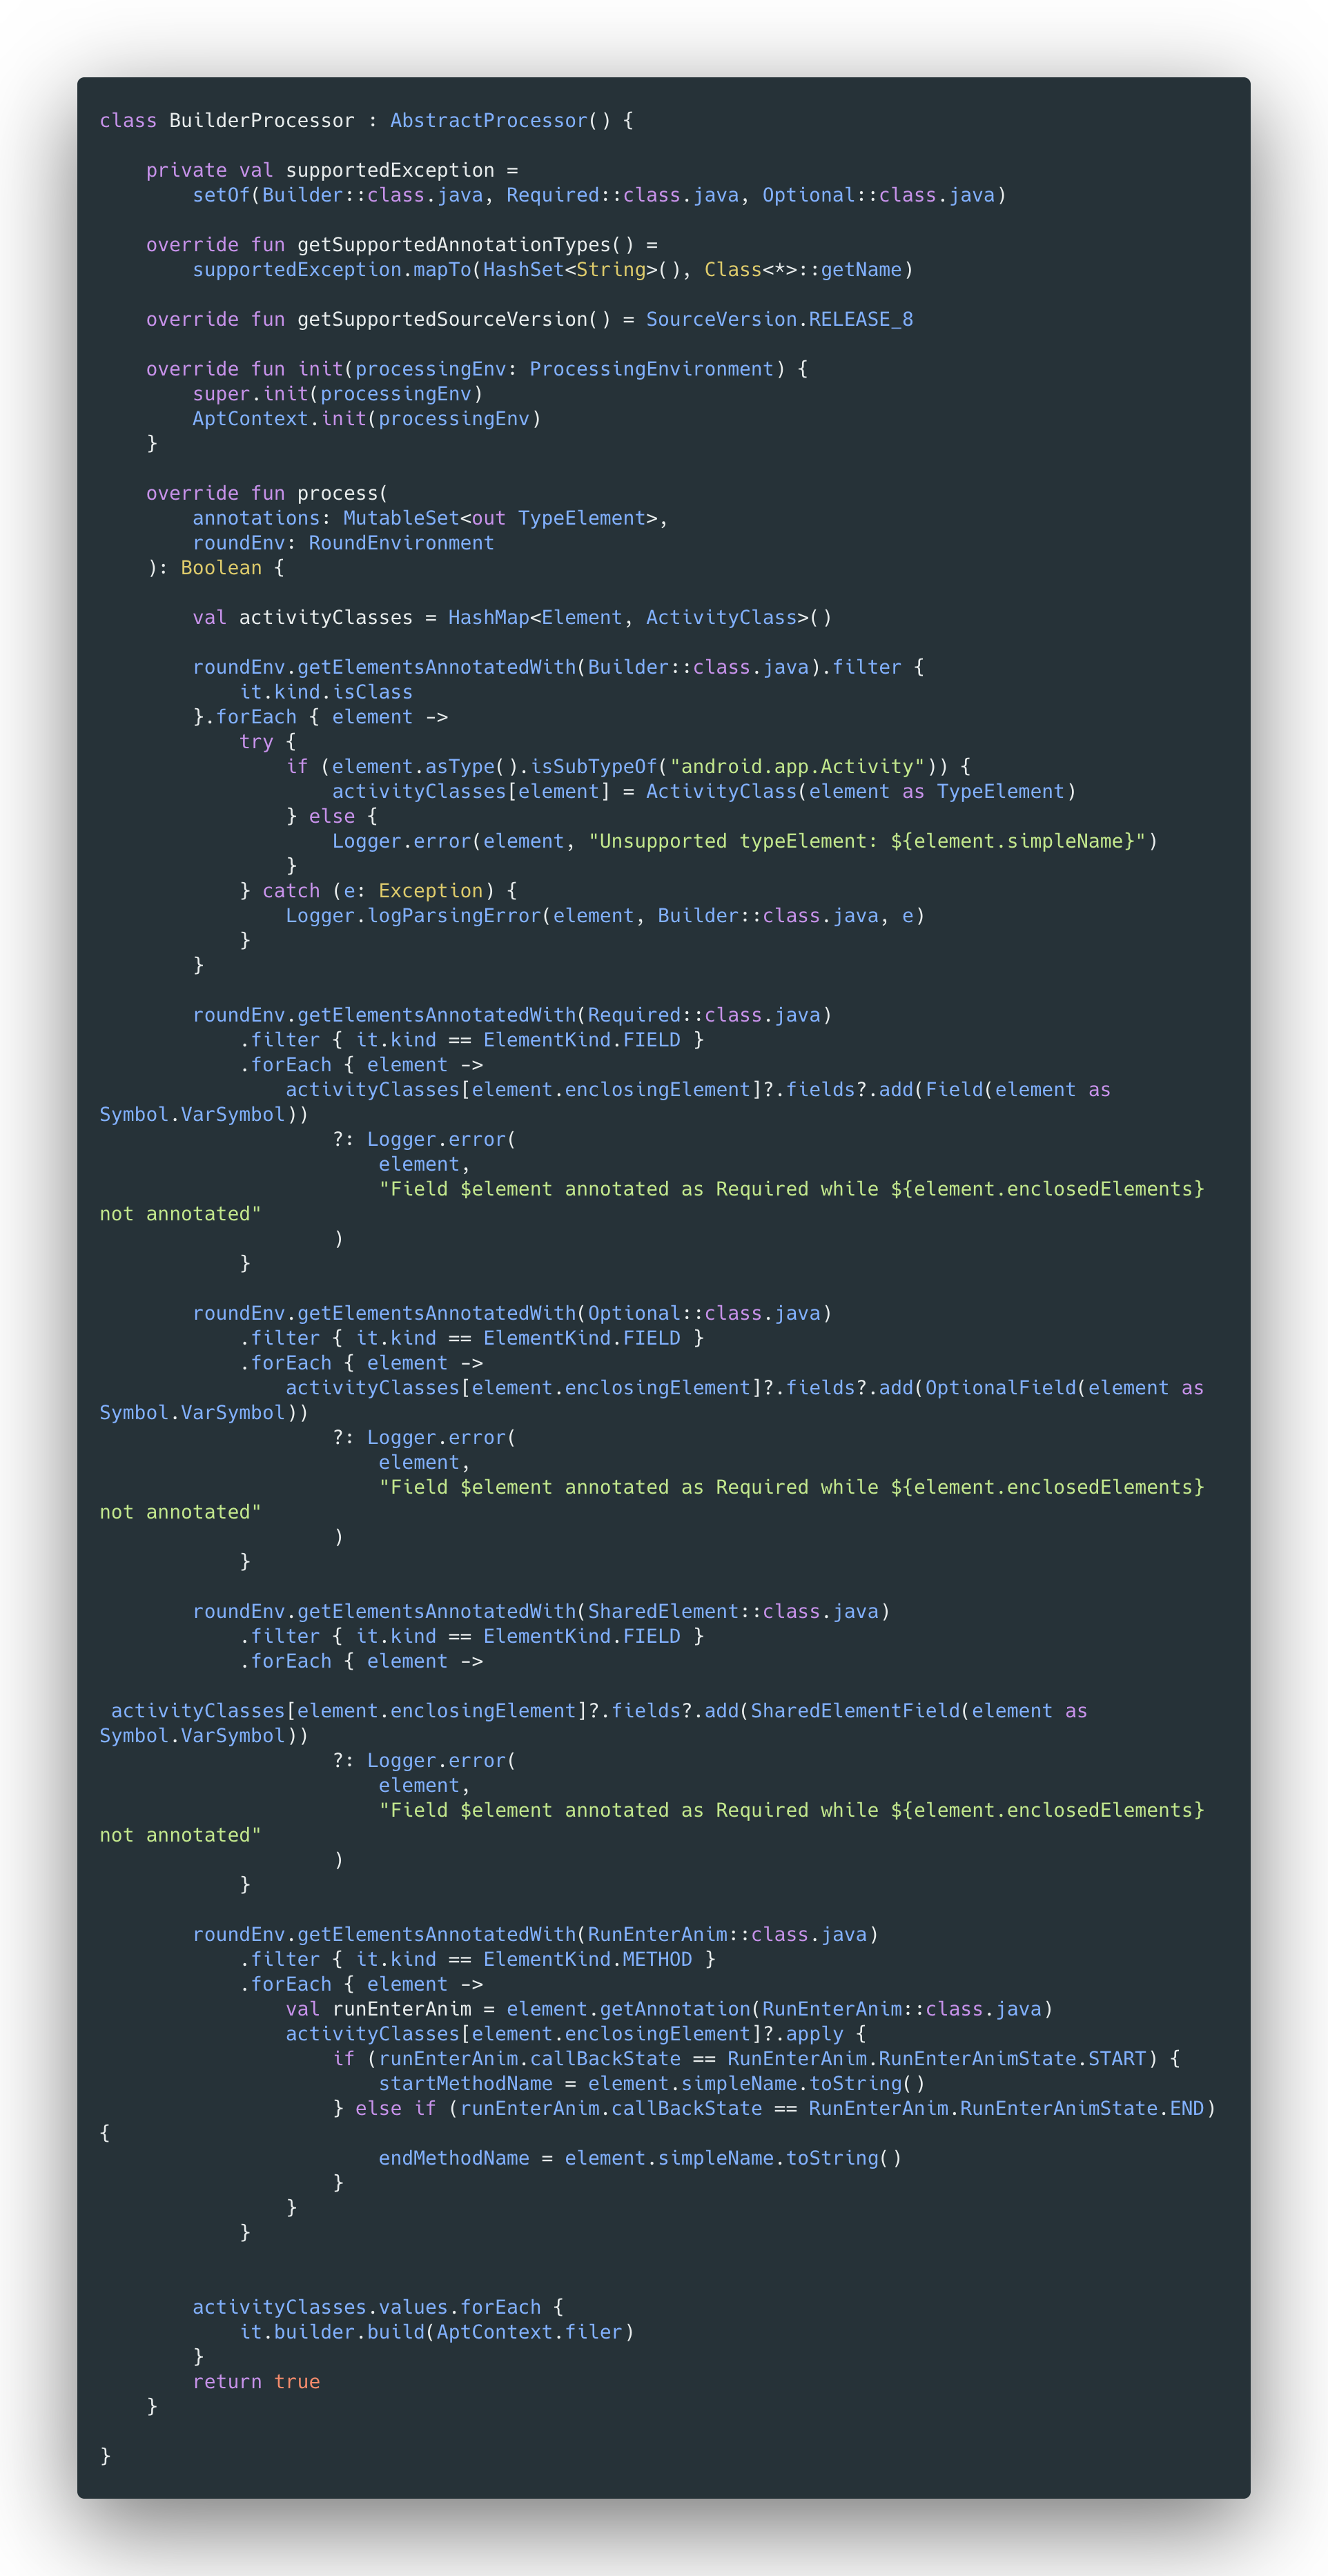 class BuilderProcessor : AbstractProcessor() {

    private val supportedException =
        setOf(Builder::class.java, Required::class.java, Optional::class.java)

    override fun getSupportedAnnotationTypes() =
        supportedException.mapTo(HashSet<String>(), Class<*>::getName)

    override fun getSupportedSourceVersion() = SourceVersion.RELEASE_8

    override fun init(processingEnv: ProcessingEnvironment) {
        super.init(processingEnv)
        AptContext.init(processingEnv)
    }

    override fun process(
        annotations: MutableSet<out TypeElement>,
        roundEnv: RoundEnvironment
    ): Boolean {

        val activityClasses = HashMap<Element, ActivityClass>()

        roundEnv.getElementsAnnotatedWith(Builder::class.java).filter {
            it.kind.isClass
        }.forEach { element ->
            try {
                if (element.asType().isSubTypeOf("android.app.Activity")) {
                    activityClasses[element] = ActivityClass(element as TypeElement)
                } else {
                    Logger.error(element, "Unsupported typeElement: ${element.simpleName}")
                }
            } catch (e: Exception) {
                Logger.logParsingError(element, Builder::class.java, e)
            }
        }

        roundEnv.getElementsAnnotatedWith(Required::class.java)
            .filter { it.kind == ElementKind.FIELD }
            .forEach { element ->
                activityClasses[element.enclosingElement]?.fields?.add(Field(element as
Symbol.VarSymbol))
                    ?: Logger.error(
                        element,
                        "Field $element annotated as Required while ${element.enclosedElements}
not annotated"
                    )
            }

        roundEnv.getElementsAnnotatedWith(Optional::class.java)
            .filter { it.kind == ElementKind.FIELD }
            .forEach { element ->
                activityClasses[element.enclosingElement]?.fields?.add(OptionalField(element as
Symbol.VarSymbol))
                    ?: Logger.error(
                        element,
                        "Field $element annotated as Required while ${element.enclosedElements}
not annotated"
                    )
            }

        roundEnv.getElementsAnnotatedWith(SharedElement::class.java)
            .filter { it.kind == ElementKind.FIELD }
            .forEach { element ->

 activityClasses[element.enclosingElement]?.fields?.add(SharedElementField(element as
Symbol.VarSymbol))
                    ?: Logger.error(
                        element,
                        "Field $element annotated as Required while ${element.enclosedElements}
not annotated"
                    )
            }

        roundEnv.getElementsAnnotatedWith(RunEnterAnim::class.java)
            .filter { it.kind == ElementKind.METHOD }
            .forEach { element ->
                val runEnterAnim = element.getAnnotation(RunEnterAnim::class.java)
                activityClasses[element.enclosingElement]?.apply {
                    if (runEnterAnim.callBackState == RunEnterAnim.RunEnterAnimState.START) {
                        startMethodName = element.simpleName.toString()
                    } else if (runEnterAnim.callBackState == RunEnterAnim.RunEnterAnimState.END)
{
                        endMethodName = element.simpleName.toString()
                    }
                }
            }


        activityClasses.values.forEach {
            it.builder.build(AptContext.filer)
        }
        return true
    }

}